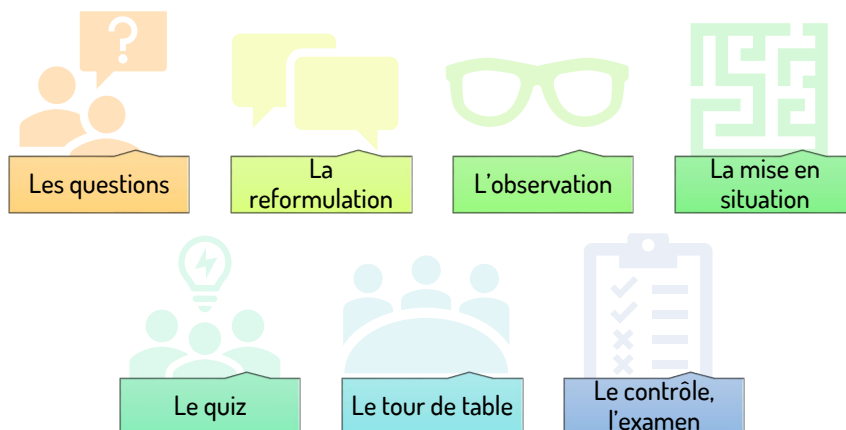 ?
Les questions
La
reformulation
L'observation
La mise en
situation
Le quiz
Le tour de table
Le contrôle,
l'examen